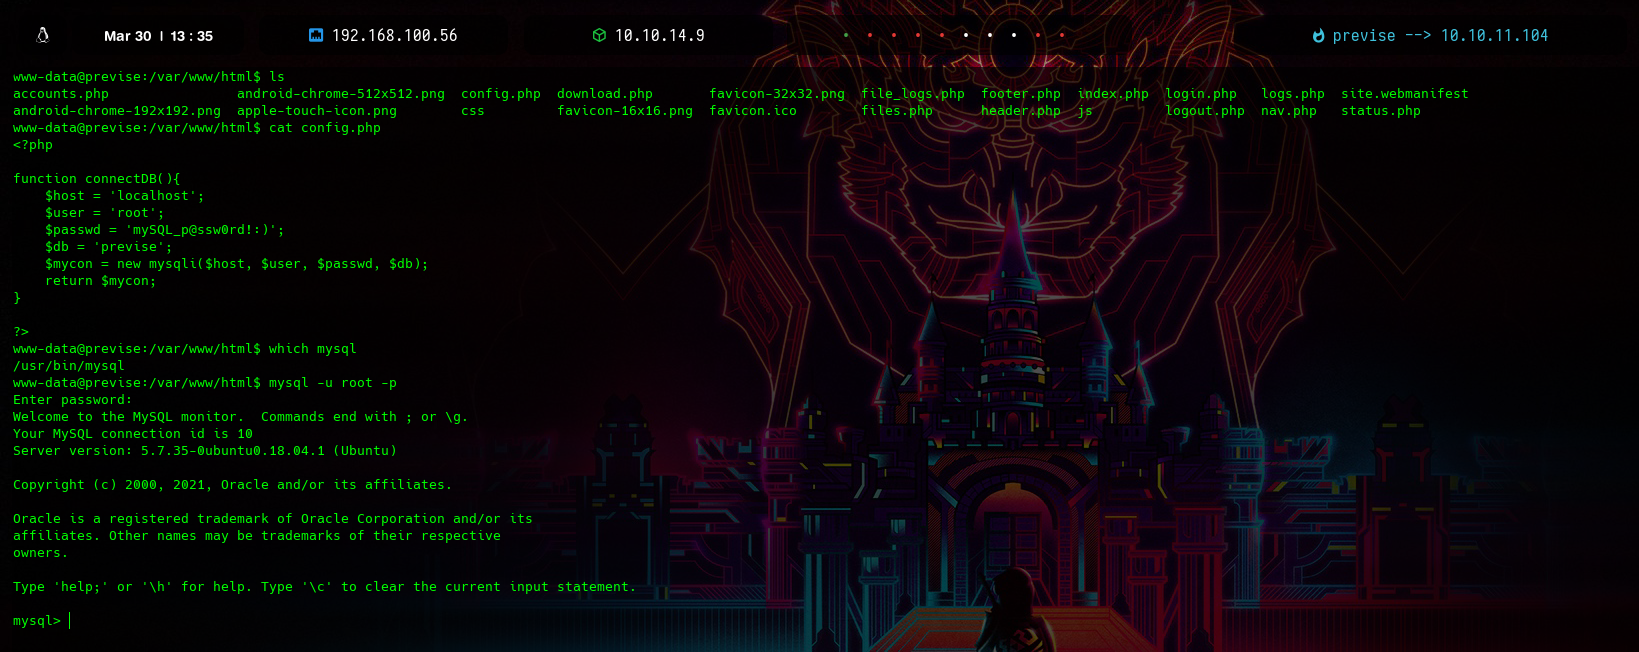 Mar 30 | 13 : 35 192.168.100.56 10.10.14.9 previse --> 10.10.11.104
www-data@previse:/var/www/html$ ls
accounts.php android-chrome-512x512.png config.php download.php favicon-32x32.png file_logs.php footer.php index.php login.php logs.php site.webmanifest
android-chrome-192x192.png apple-touch-icon.png css favicon-16x16.png favicon.ico files.php header.php js logout.php nav.php status.php
www-data@previse:/var/www/html$ cat config.php
<?php
function connectDB(){
    $host = 'localhost';
    $user = 'root';
    $passwd = 'mySQL_p@ssw0rd!:)';
    $db = 'previse';
    $mycon = new mysqli($host, $user, $passwd, $db);
    return $mycon;
}
?>
www-data@previse:/var/www/html$ which mysql
/usr/bin/mysql
www-data@previse:/var/www/html$ mysql -u root -p
Enter password:
Welcome to the MySQL monitor.  Commands end with ; or \g.
Your MySQL connection id is 10
Server version: 5.7.35-0ubuntu0.18.04.1 (Ubuntu)
Copyright (c) 2000, 2021, Oracle and/or its affiliates.
Oracle is a registered trademark of Oracle Corporation and/or its
affiliates. Other names may be trademarks of their respective
owners.
Type 'help;' or '\h' for help. Type '\c' to clear the current input statement.
mysql>